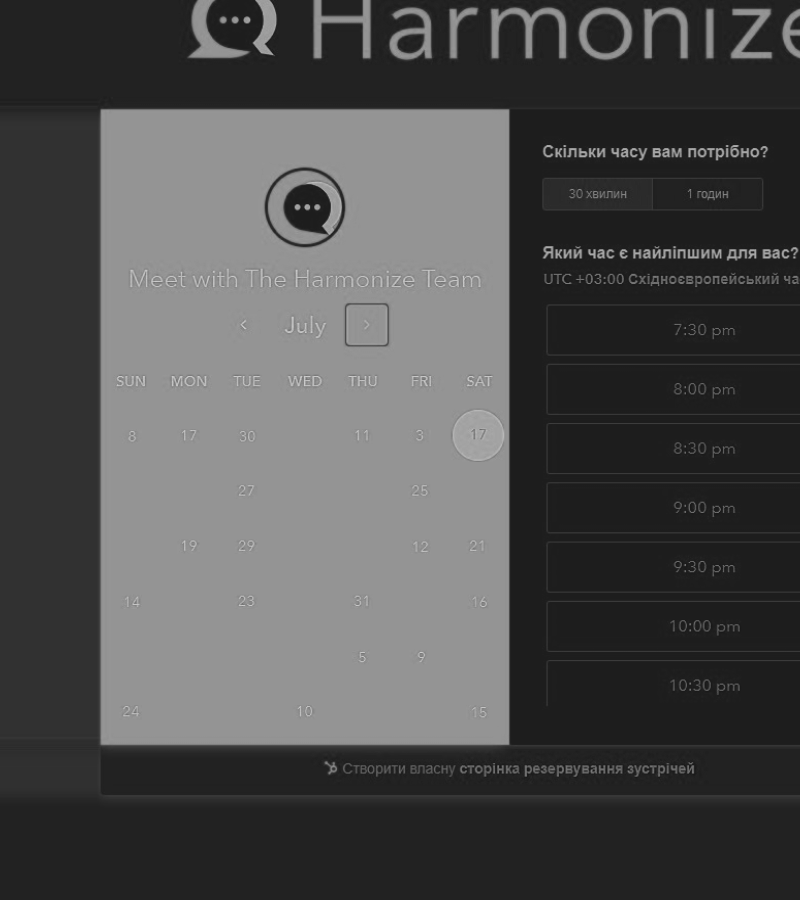 Harmonize
Meet with The Harmonize Team
July
SUN MON TUE WED THU FRI SAT
8 17 30 11 3 17
27 25
19 29 12 21
14 23 31 16
5 9
24 10 15
Скільки часу вам потрібно?
30 хвилин 1 годин
Який час є найліпшим для вас?
UTC +03:00 Східноєвропейський ча
7:30 pm
8:00 pm
8:30 pm
9:00 pm
9:30 pm
10:00 pm
10:30 pm
Створити власну сторінка резервування зустрічей